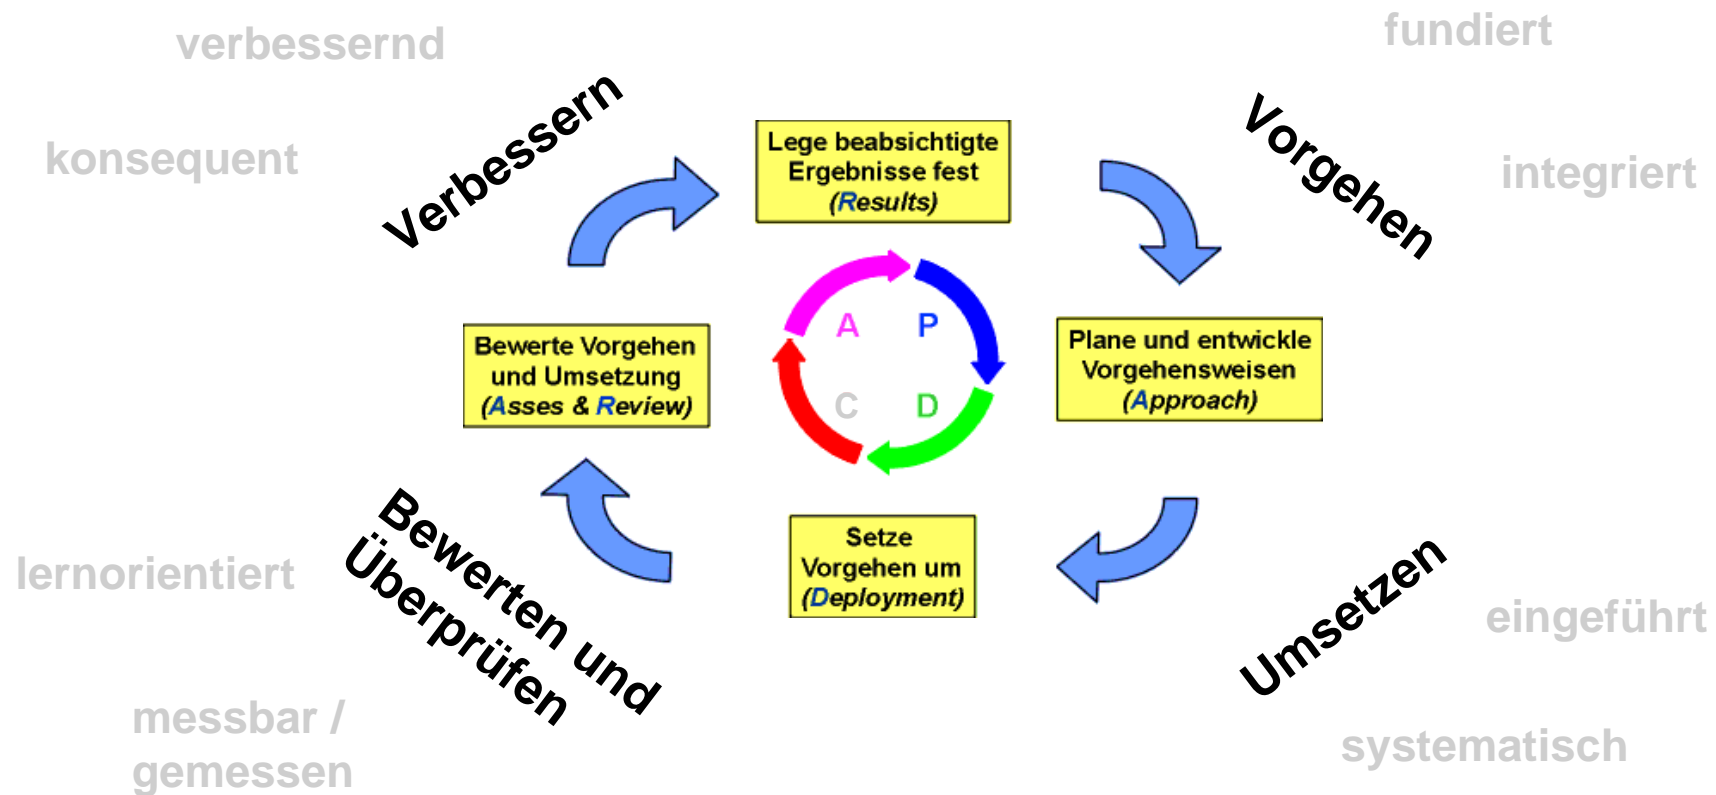 verbessernd
fundiert
Verbessern
Vorgehen
konsequent
integriert
Lege beabsichtigte
Ergebnisse fest
(Results)
A
P
C
D
Bewerte Vorgehen
und Umsetzung
(Asses & Review)
Plane und entwickle
Vorgehensweisen
(Approach)
Setze
Vorgehen um
(Deployment)
Bewerten und
Überprüfen
Umsetzen
lernorientiert
eingeführt
messbar /
gemessen
systematisch